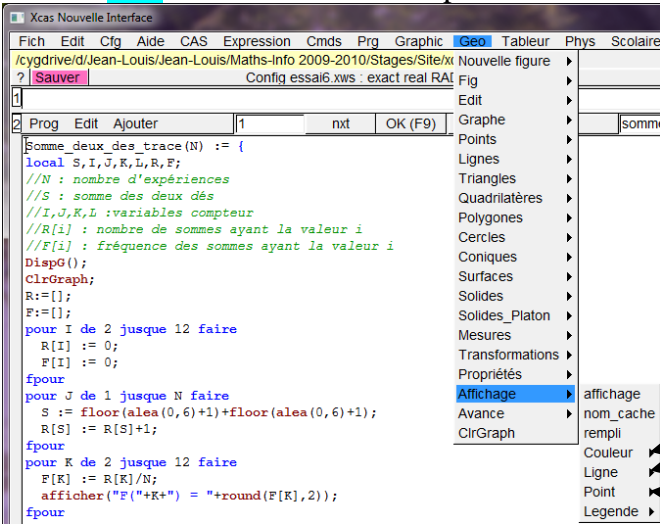 Xcas Nouvelle Interface
Fich Edit Cfg Aide CAS Expression Cmds Prg Graphic Geo Tableur Phys Scolaire
/cygdrive/d/Jean-Louis/Jean-Louis/Maths-Info 2009-2010/Stages/Site/
? Sauver Config essai6.xws : exact real
1
2 Prog Edit Ajouter 1 nxt OK (F9) somme
Somme_deux_des_trace(N) := {
local S,I,J,K,L,R,F;
//N : nombre d'expériences
//S : somme des deux dés
//I,J,K,L :variables compteur
//R[i] : nombre de sommes ayant la valeur i
//F[i] : fréquence des sommes ayant la valeur i
DispG();
ClrGraph;
R:=[];
F:=[];
pour I de 2 jusque 12 faire
R[I] := 0;
F[I] := 0;
fpour
pour J de 1 jusque N faire
S := floor(alea(0,6)+1)+floor(alea(0,6)+1);
R[S] := R[S]+1;
fpour
pour K de 2 jusque 12 faire
F[K] := R[K]/N;
afficher("F("+K+") = "+round(F[K],2));
fpour
Nouvelle figure
Fig
Edit
Graphe
Points
Lignes
Triangles
Quadrilatères
Polygones
Cercles
Coniques
Surfaces
Solides
Solides_Platon
Mesures
Transformations
Propriétés
Affichage
Avance
ClrGraph
affichage
nom_cache
rempli
Couleur
Ligne
Point
Legende